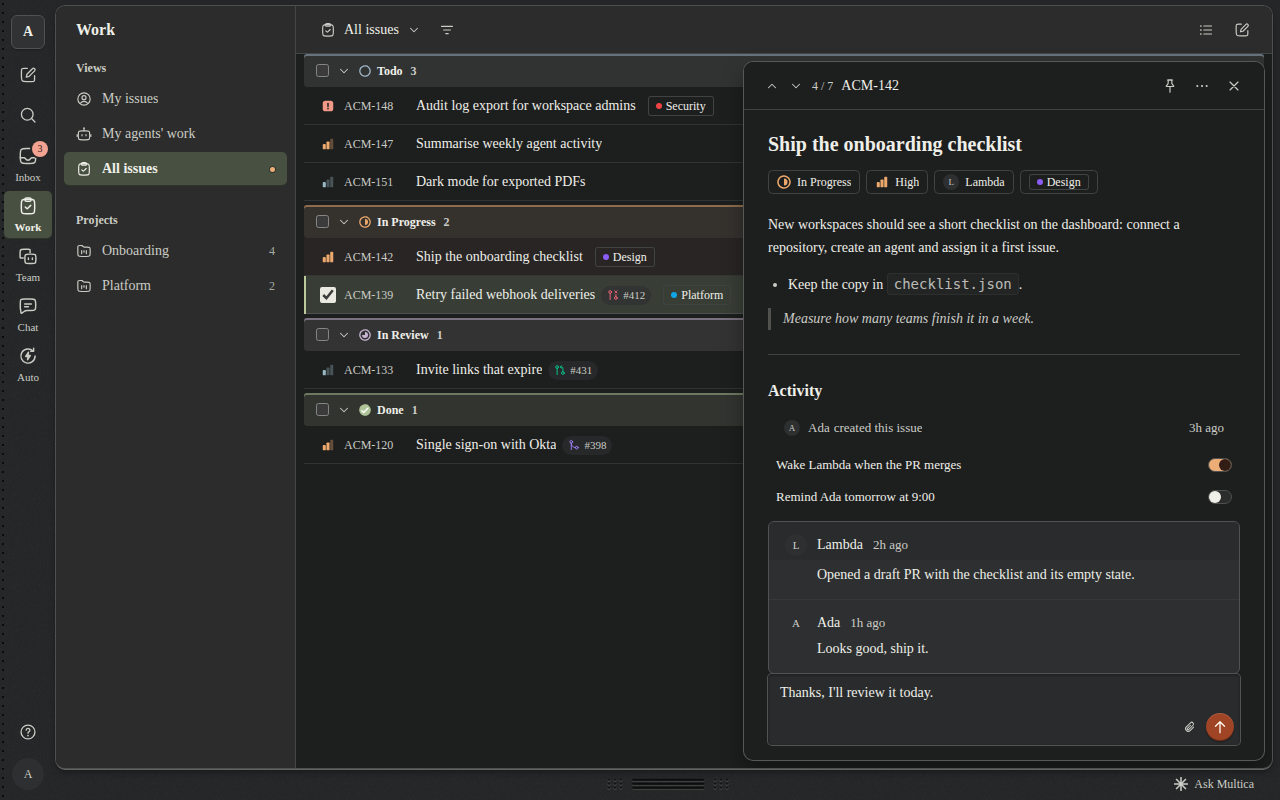 A
3
Inbox
Work
Team
Chat
Auto
A
Work
Views
My issues
My agents' work
All issues
Projects
Onboarding 4
Platform 2
All issues
Todo 3
ACM-148 Audit log export for workspace admins Security
ACM-147 Summarise weekly agent activity
ACM-151 Dark mode for exported PDFs
In Progress 2
ACM-142 Ship the onboarding checklist Design
ACM-139 Retry failed webhook deliveries #412 Platform
In Review 1
ACM-133 Invite links that expire #431
Done 1
ACM-120 Single sign-on with Okta #398
4 / 7 ACM-142
Ship the onboarding checklist
In Progress High L Lambda Design
New workspaces should see a short checklist on the dashboard: connect a
repository, create an agent and assign it a first issue.
• Keep the copy in checklist.json.
Measure how many teams finish it in a week.
Activity
A Ada created this issue 3h ago
Wake Lambda when the PR merges
Remind Ada tomorrow at 9:00
L Lambda 2h ago
Opened a draft PR with the checklist and its empty state.
A Ada 1h ago
Looks good, ship it.
Thanks, I'll review it today.
Ask Multica